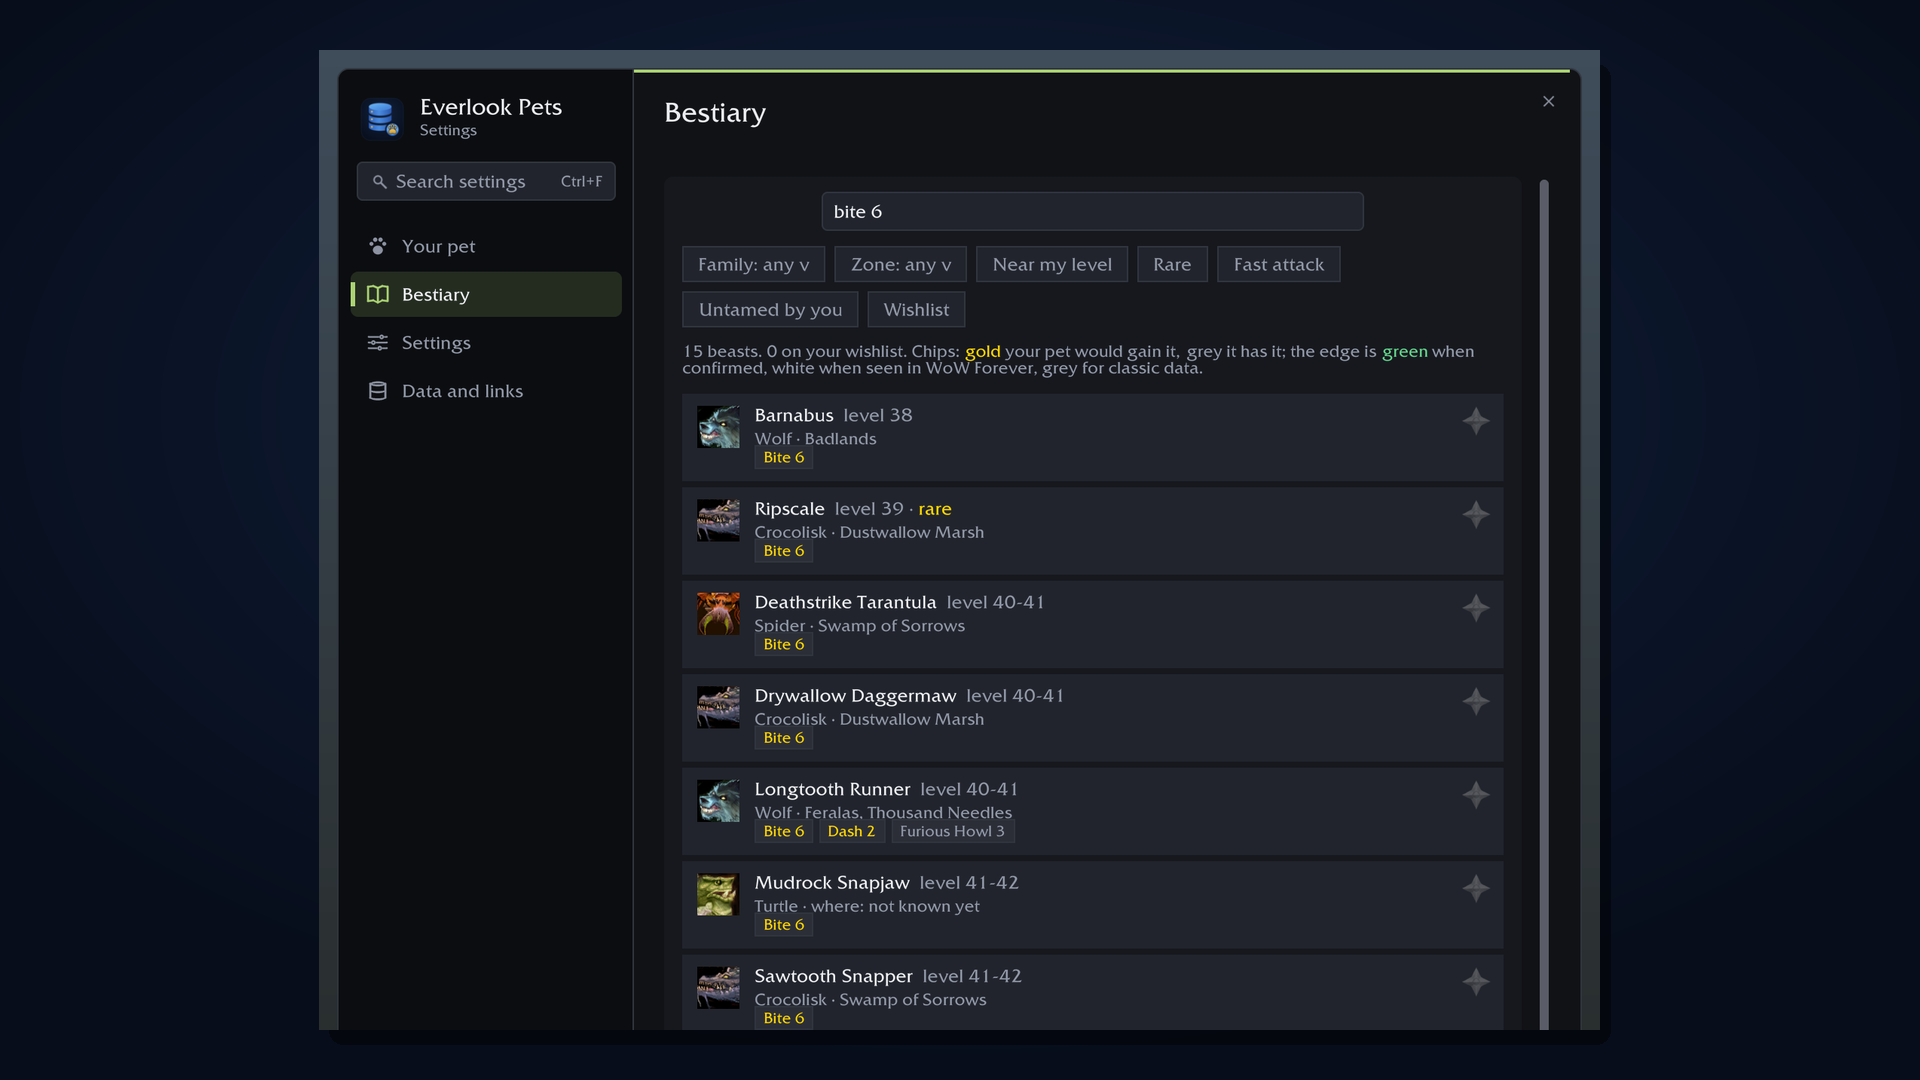 Everlook Pets
Settings
Search settings Ctrl+F
Your pet
Bestiary
Settings
Data and links
Bestiary
bite 6
Family: any v Zone: any v Near my level Rare Fast attack
Untamed by you Wishlist
15 beasts. 0 on your wishlist. Chips: gold your pet would gain it, grey it has it; the edge is green when
confirmed, white when seen in WoW Forever, grey for classic data.
Barnabus level 38
Wolf · Badlands
Bite 6
Ripscale level 39 · rare
Crocolisk · Dustwallow Marsh
Bite 6
Deathstrike Tarantula level 40-41
Spider · Swamp of Sorrows
Bite 6
Drywallow Daggermaw level 40-41
Crocolisk · Dustwallow Marsh
Bite 6
Longtooth Runner level 40-41
Wolf · Feralas, Thousand Needles
Bite 6 Dash 2 Furious Howl 3
Mudrock Snapjaw level 41-42
Turtle · where: not known yet
Bite 6
Sawtooth Snapper level 41-42
Crocolisk · Swamp of Sorrows
Bite 6